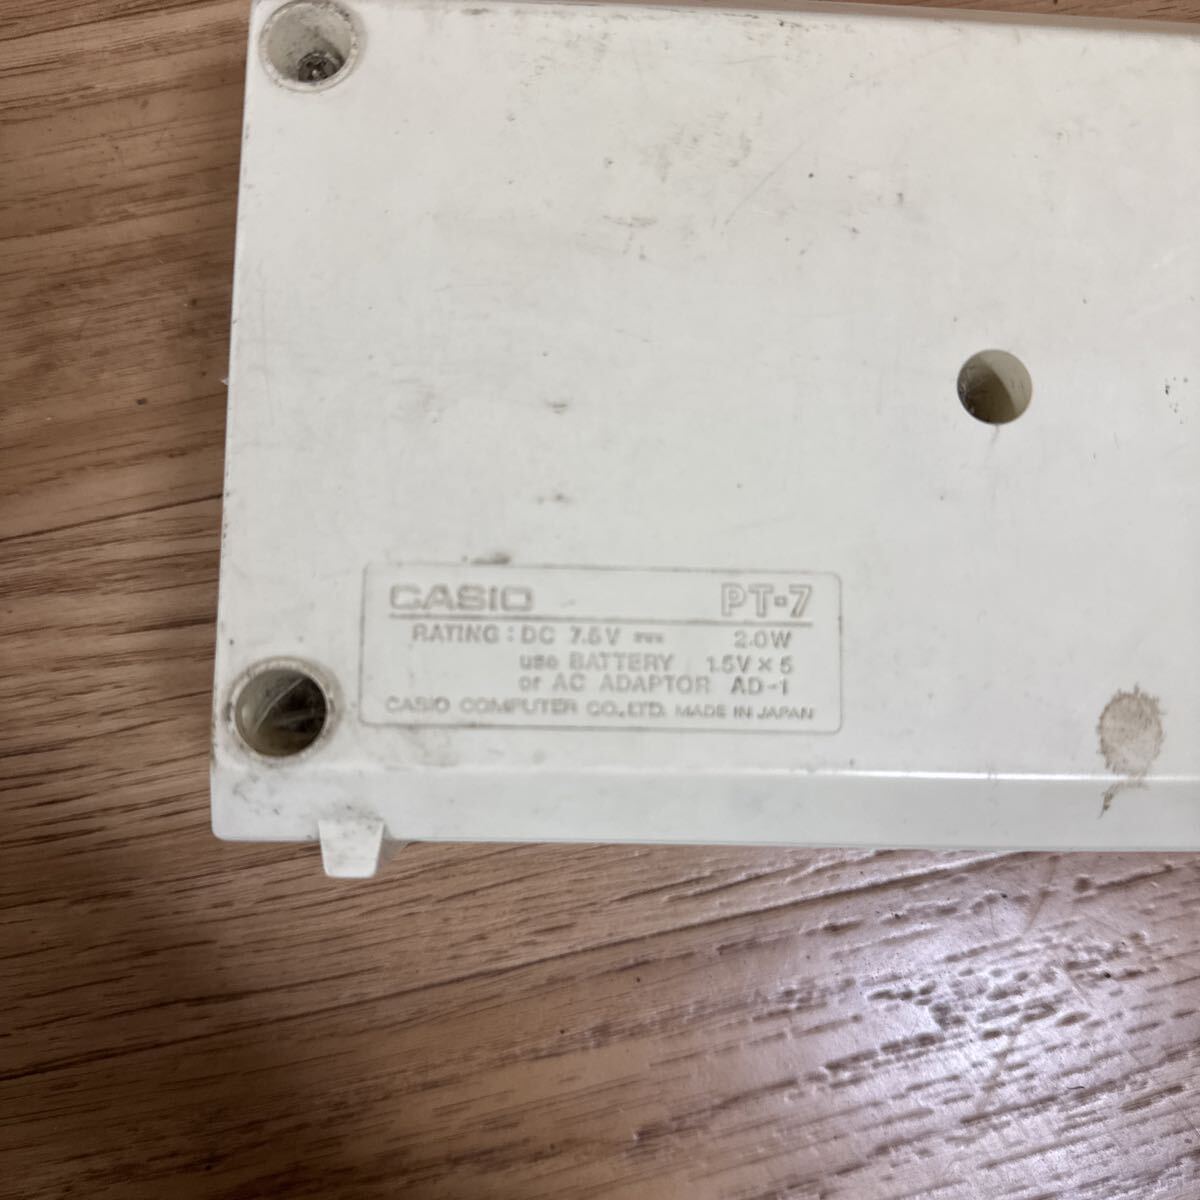 CASIO PT-7
RATING : DC 7.5V ⎓ 2.0W
use BATTERY 1.5V × 5
or AC ADAPTOR AD-1
CASIO COMPUTER CO., LTD. MADE IN JAPAN